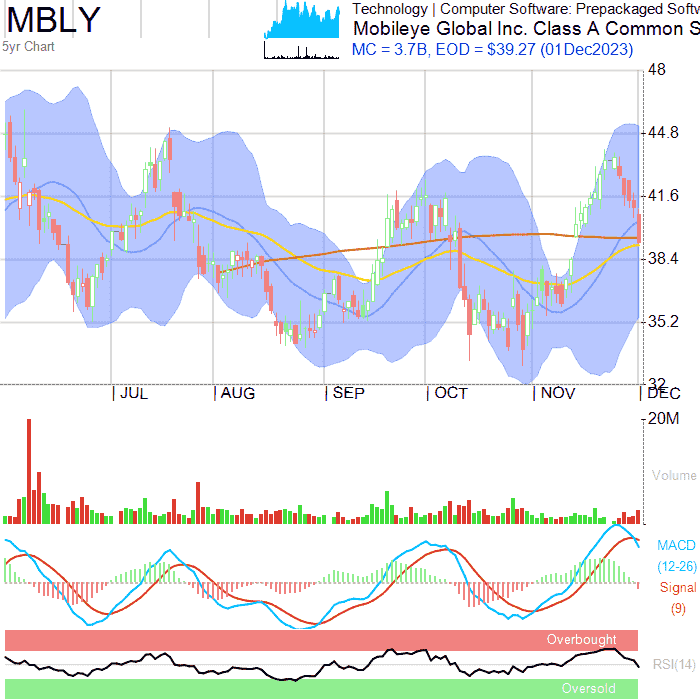 MBLY
5yr Chart
Technology | Computer Software: Prepackaged Softw
Mobileye Global Inc. Class A Common S
MC = 3.7B, EOD = $39.27 (01Dec2023)
48
44.8
41.6
38.4
35.2
32
JUL AUG SEP OCT NOV DEC
20M
Volume
MACD
(12-26)
Signal
(9)
Overbought
RSI(14)
Oversold